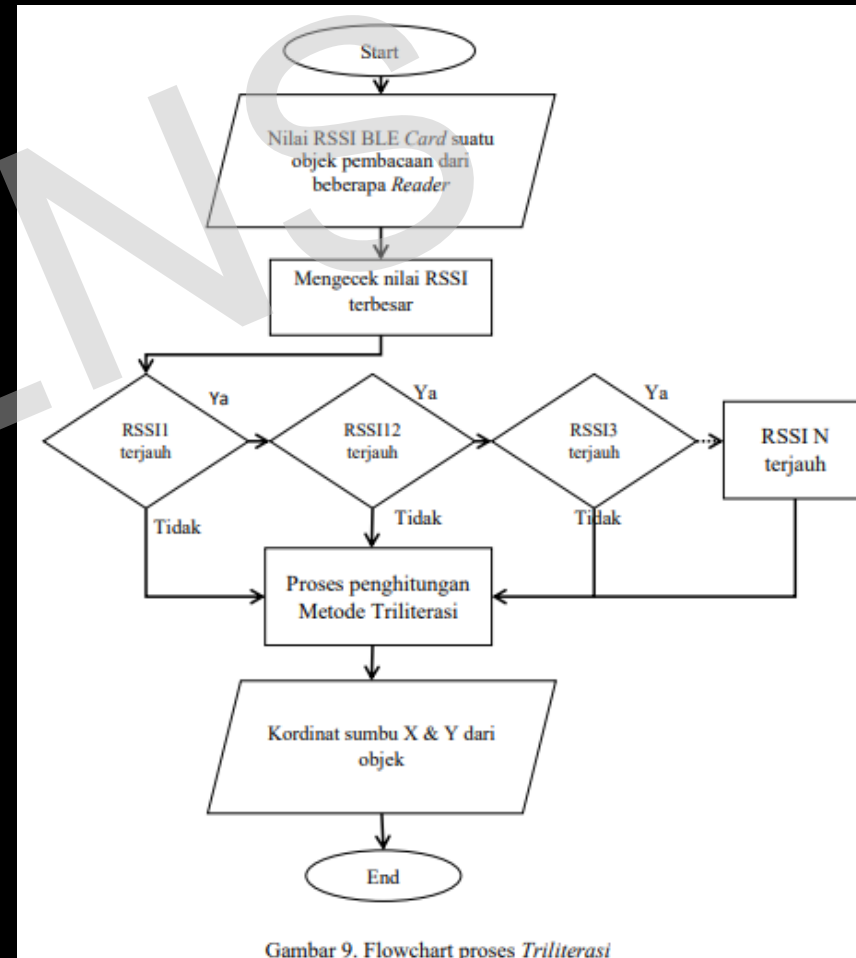 Start
Nilai RSSI BLE Card suatu
objek pembacaan dari
beberapa Reader
Mengecek nilai RSSI
terbesar
RSSI1
terjauh
Ya
RSSI12
terjauh
Ya
RSSI3
terjauh
Ya
RSSI N
terjauh
Tidak
Tidak
Tidak
Proses penghitungan
Metode Triliterasi
Kordinat sumbu X & Y dari
objek
End
Gambar 9. Flowchart proses Triliterasi